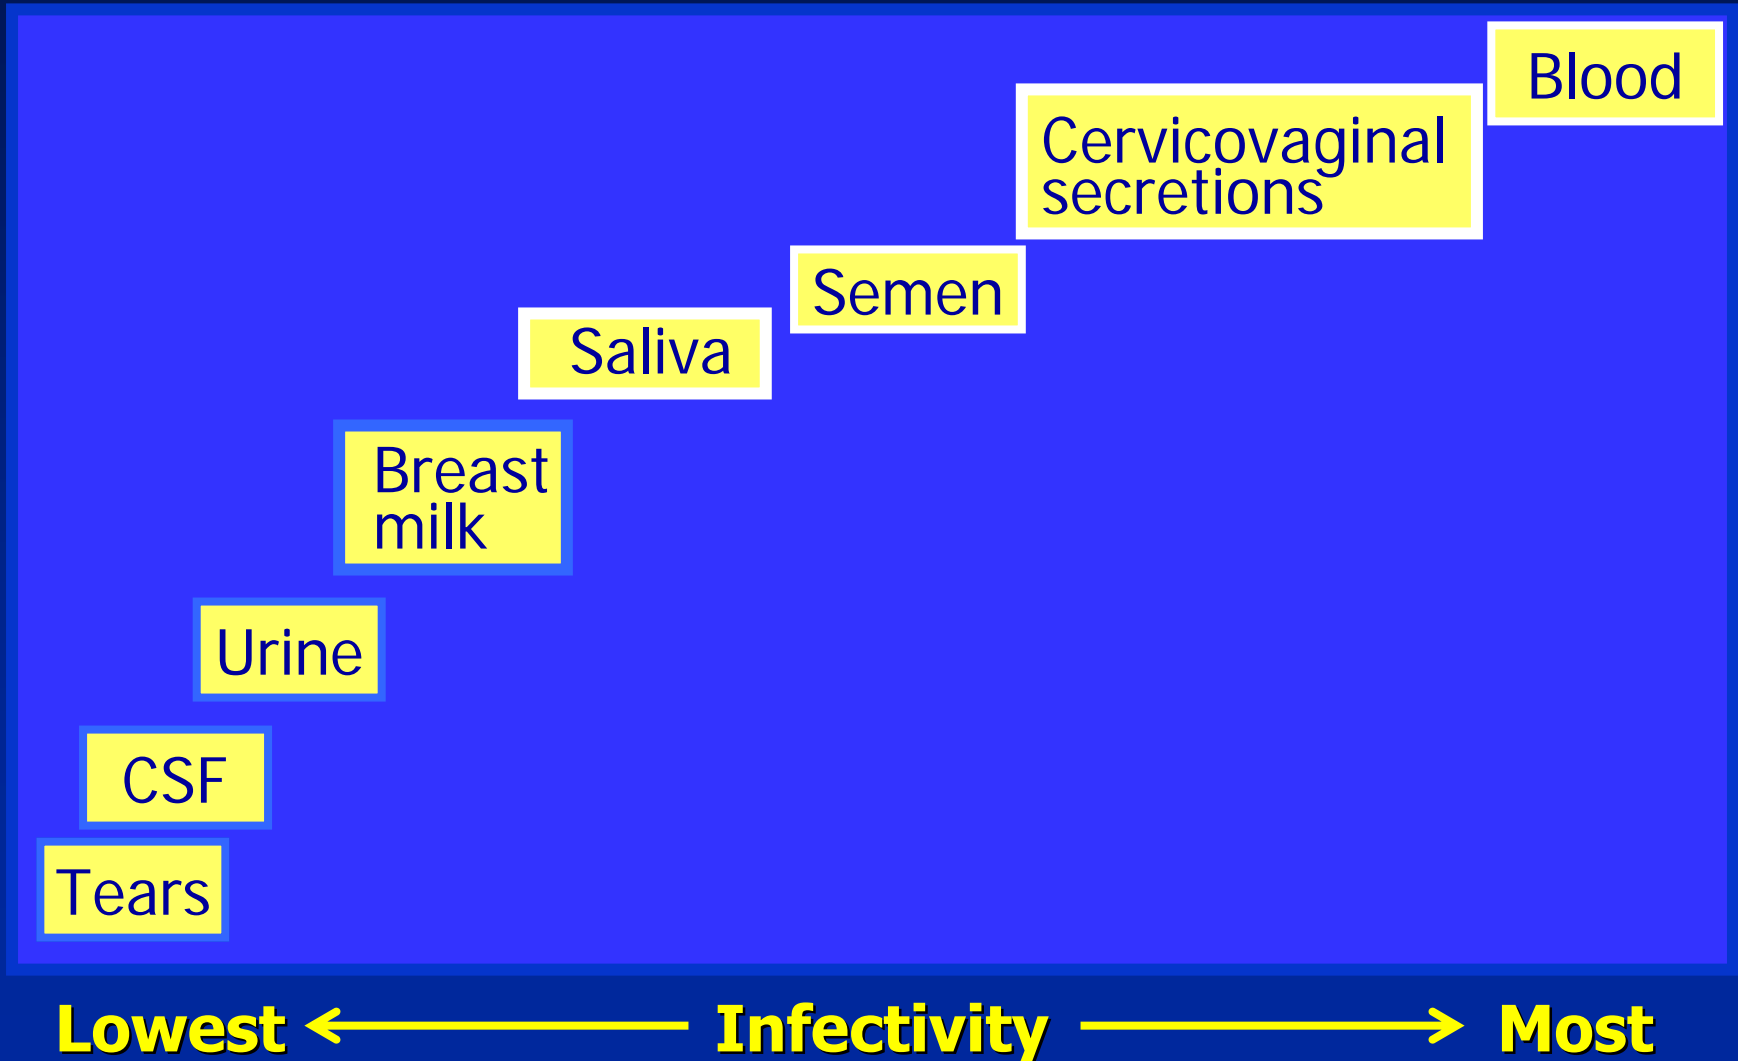 Blood
Cervicovaginal
secretions
Semen
Saliva
Breast
milk
Urine
CSF
Tears
Lowest Infectivity Most